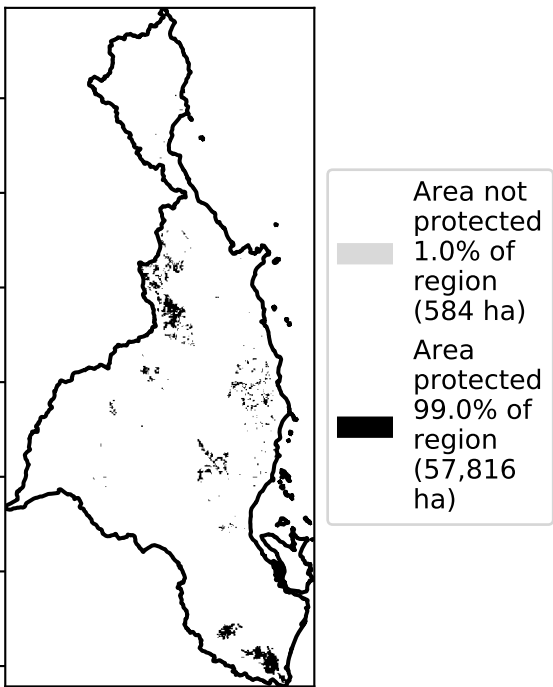 Area not
protected
1.0% of
region
(584 ha)
Area
protected
99.0% of
region
(57,816
ha)